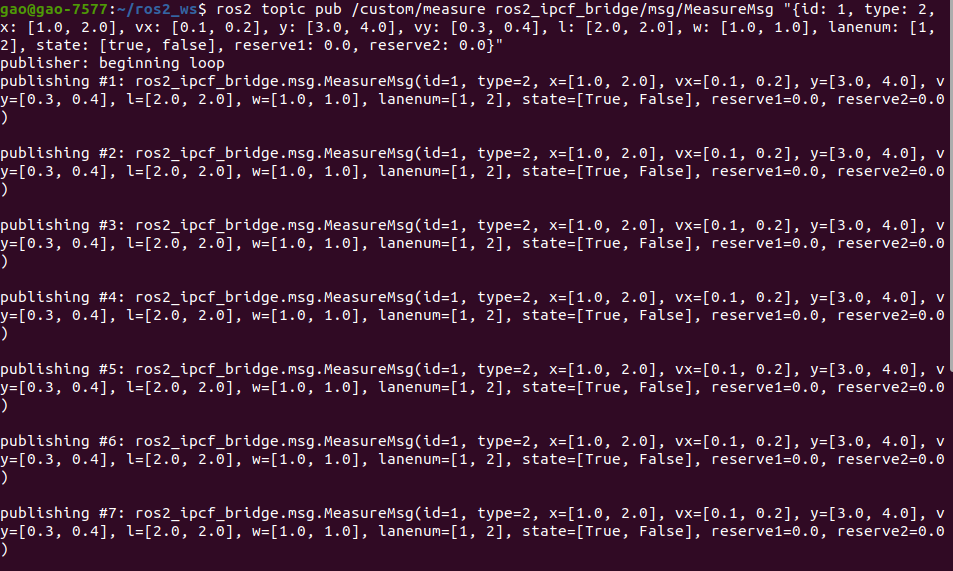 gao@gao-7577:~/ros2_ws$ ros2 topic pub /custom/measure ros2_ipcf_bridge/msg/MeasureMsg "{id: 1, type: 2,
x: [1.0, 2.0], vx: [0.1, 0.2], y: [3.0, 4.0], vy: [0.3, 0.4], l: [2.0, 2.0], w: [1.0, 1.0], lanenum: [1,
2], state: [true, false], reserve1: 0.0, reserve2: 0.0}"
publisher: beginning loop
publishing #1: ros2_ipcf_bridge.msg.MeasureMsg(id=1, type=2, x=[1.0, 2.0], vx=[0.1, 0.2], y=[3.0, 4.0], v
y=[0.3, 0.4], l=[2.0, 2.0], w=[1.0, 1.0], lanenum=[1, 2], state=[True, False], reserve1=0.0, reserve2=0.0
)
publishing #2: ros2_ipcf_bridge.msg.MeasureMsg(id=1, type=2, x=[1.0, 2.0], vx=[0.1, 0.2], y=[3.0, 4.0], v
y=[0.3, 0.4], l=[2.0, 2.0], w=[1.0, 1.0], lanenum=[1, 2], state=[True, False], reserve1=0.0, reserve2=0.0
)
publishing #3: ros2_ipcf_bridge.msg.MeasureMsg(id=1, type=2, x=[1.0, 2.0], vx=[0.1, 0.2], y=[3.0, 4.0], v
y=[0.3, 0.4], l=[2.0, 2.0], w=[1.0, 1.0], lanenum=[1, 2], state=[True, False], reserve1=0.0, reserve2=0.0
)
publishing #4: ros2_ipcf_bridge.msg.MeasureMsg(id=1, type=2, x=[1.0, 2.0], vx=[0.1, 0.2], y=[3.0, 4.0], v
y=[0.3, 0.4], l=[2.0, 2.0], w=[1.0, 1.0], lanenum=[1, 2], state=[True, False], reserve1=0.0, reserve2=0.0
)
publishing #5: ros2_ipcf_bridge.msg.MeasureMsg(id=1, type=2, x=[1.0, 2.0], vx=[0.1, 0.2], y=[3.0, 4.0], v
y=[0.3, 0.4], l=[2.0, 2.0], w=[1.0, 1.0], lanenum=[1, 2], state=[True, False], reserve1=0.0, reserve2=0.0
)
publishing #6: ros2_ipcf_bridge.msg.MeasureMsg(id=1, type=2, x=[1.0, 2.0], vx=[0.1, 0.2], y=[3.0, 4.0], v
y=[0.3, 0.4], l=[2.0, 2.0], w=[1.0, 1.0], lanenum=[1, 2], state=[True, False], reserve1=0.0, reserve2=0.0
)
publishing #7: ros2_ipcf_bridge.msg.MeasureMsg(id=1, type=2, x=[1.0, 2.0], vx=[0.1, 0.2], y=[3.0, 4.0], v
y=[0.3, 0.4], l=[2.0, 2.0], w=[1.0, 1.0], lanenum=[1, 2], state=[True, False], reserve1=0.0, reserve2=0.0
)